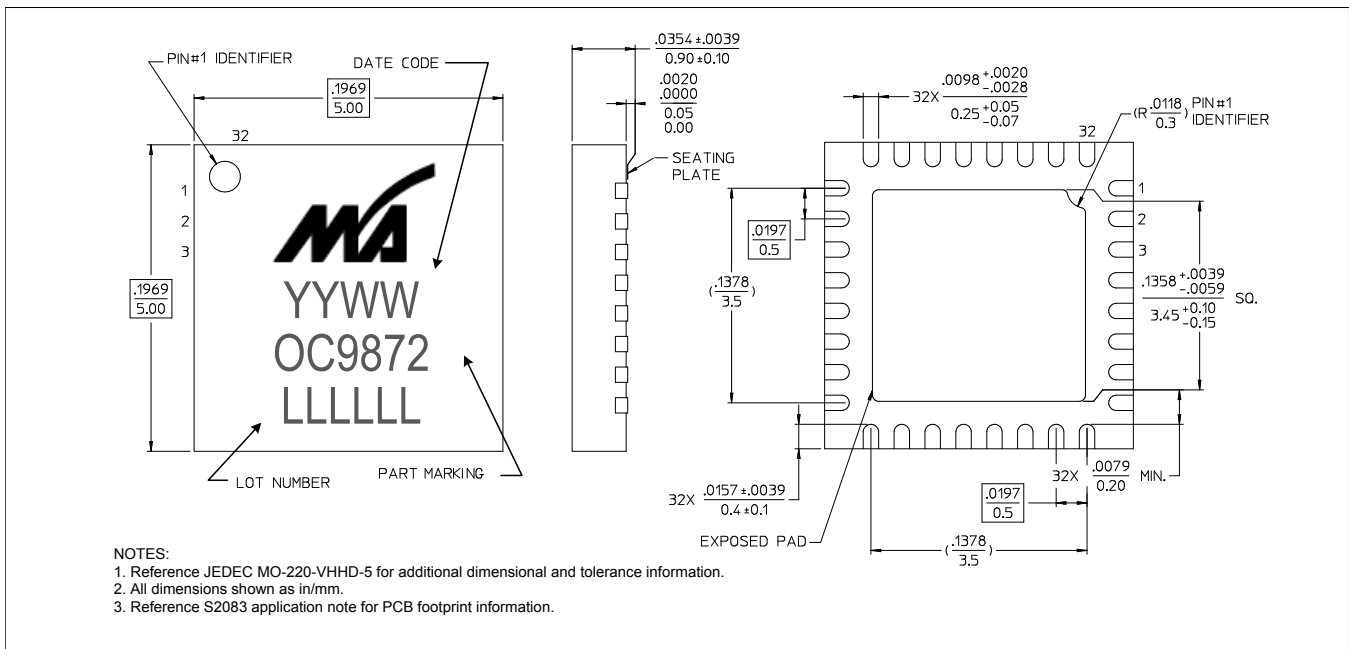 PIN#1 IDENTIFIER
DATE CODE
.1969
5.00
32
1
2
3
.1969
5.00
MA
YYWW
OC9872
LLLLLL
LOT NUMBER
PART MARKING
.0354 ±.0039
0.90 ±0.10
.0020
.0000
0.05
0.00
SEATING
PLATE
32X .0098 +.0020 -.0028
0.25 +0.05 -0.07
32
(R .0118 0.3) PIN#1
IDENTIFIER
1
2
3
.0197
0.5
(.1378 3.5)
.1358 +.0039 -.0059
3.45 +0.10 -0.15
SQ.
32X .0157 ±.0039
0.4 ±0.1
32X .0079 MIN.
0.20
.0197
0.5
EXPOSED PAD
(.1378 3.5)
NOTES:
1. Reference JEDEC MO-220-VHHD-5 for additional dimensional and tolerance information.
2. All dimensions shown as in/mm.
3. Reference S2083 application note for PCB footprint information.